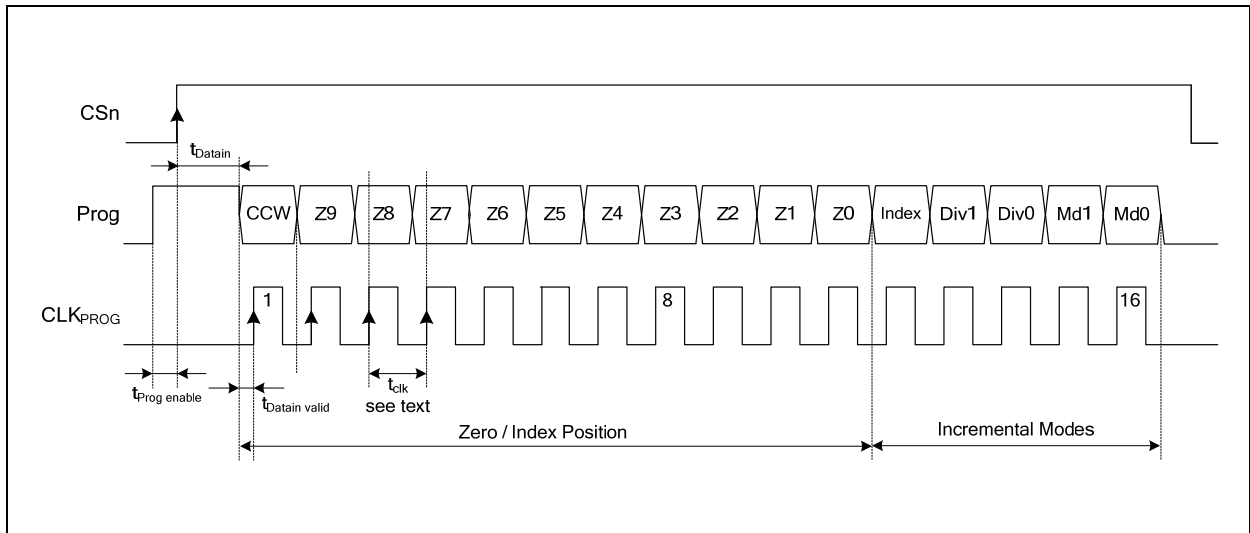 CSn
tDatain
Prog
CCW Z9 Z8 Z7 Z6 Z5 Z4 Z3 Z2 Z1 Z0 Index Div1 Div0 Md1 Md0
1 8 16
CLKPROG
tProg enable
tDatain valid
tclk
see text
Zero / Index Position
Incremental Modes